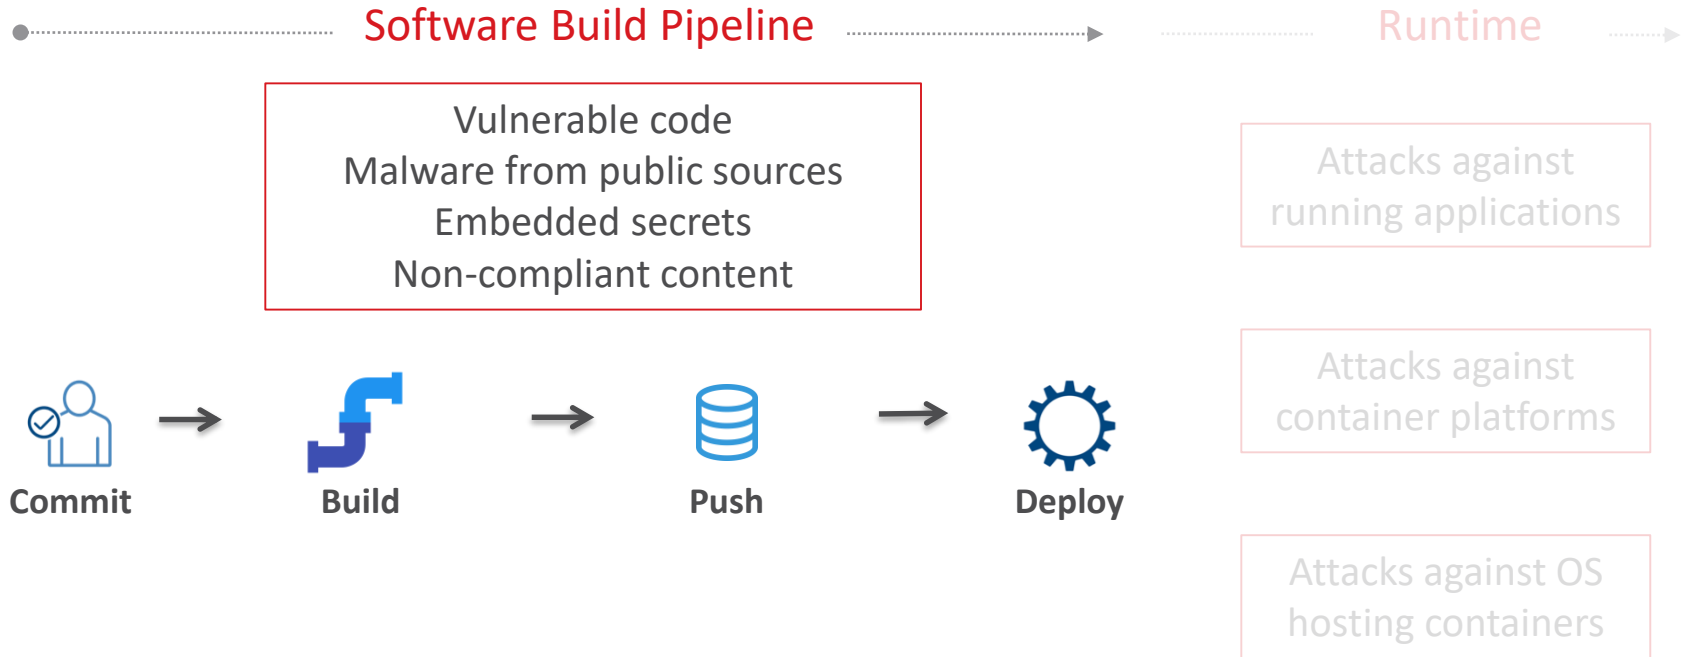 Software Build Pipeline
Runtime
Vulnerable code
Malware from public sources
Embedded secrets
Non-compliant content
Attacks against
running applications
Attacks against
container platforms
Commit
Build
Push
Deploy
Attacks against OS
hosting containers